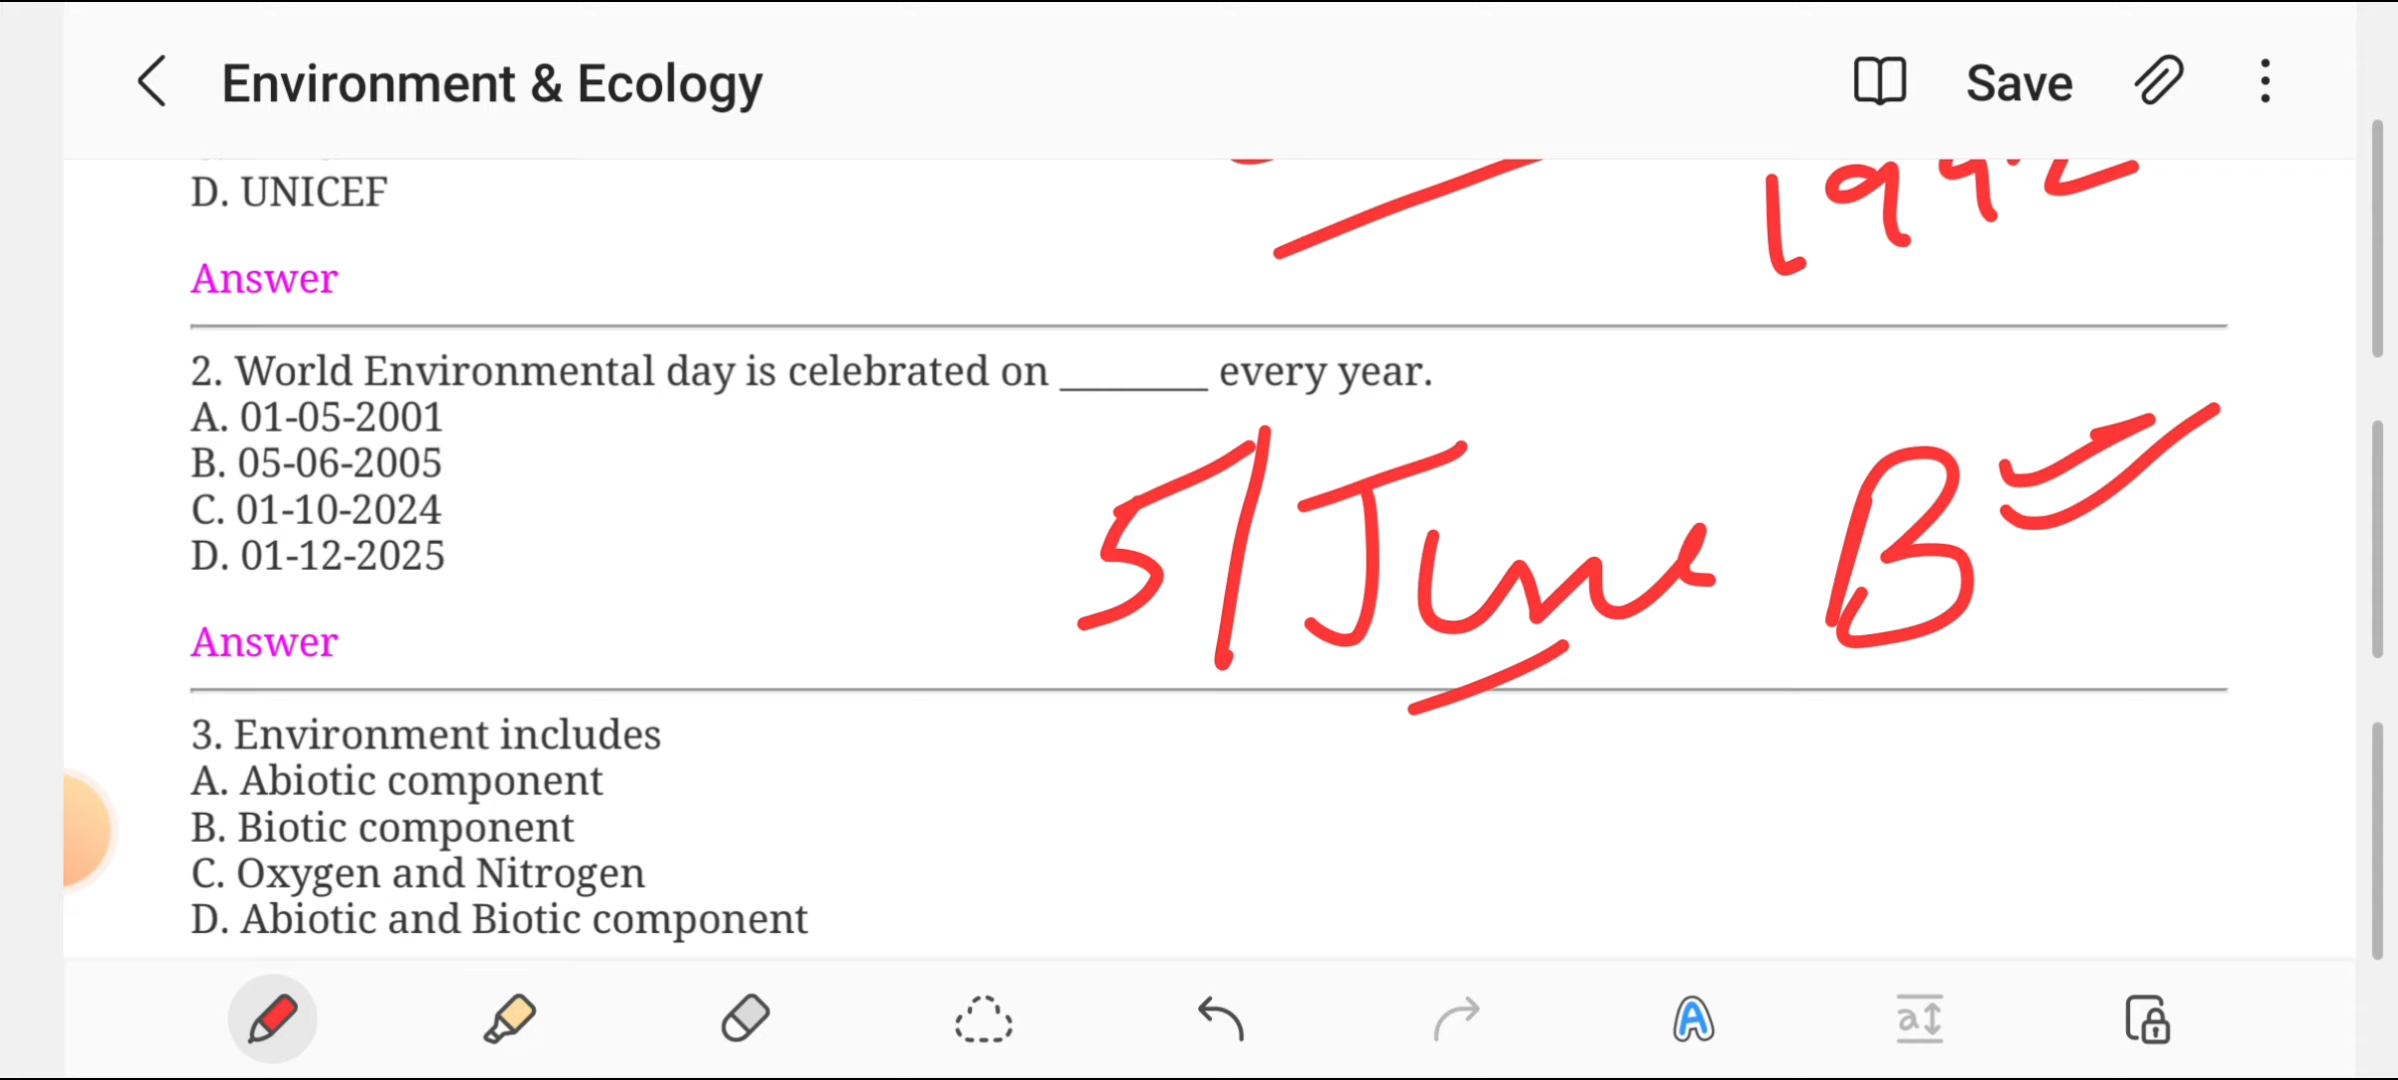 Environment & Ecology
Save
D. UNICEF
Answer
2. World Environmental day is celebrated on ________ every year.
A. 01-05-2001
B. 05-06-2005
C. 01-10-2024
D. 01-12-2025
5/June B
Answer
3. Environment includes
A. Abiotic component
B. Biotic component
C. Oxygen and Nitrogen
D. Abiotic and Biotic component